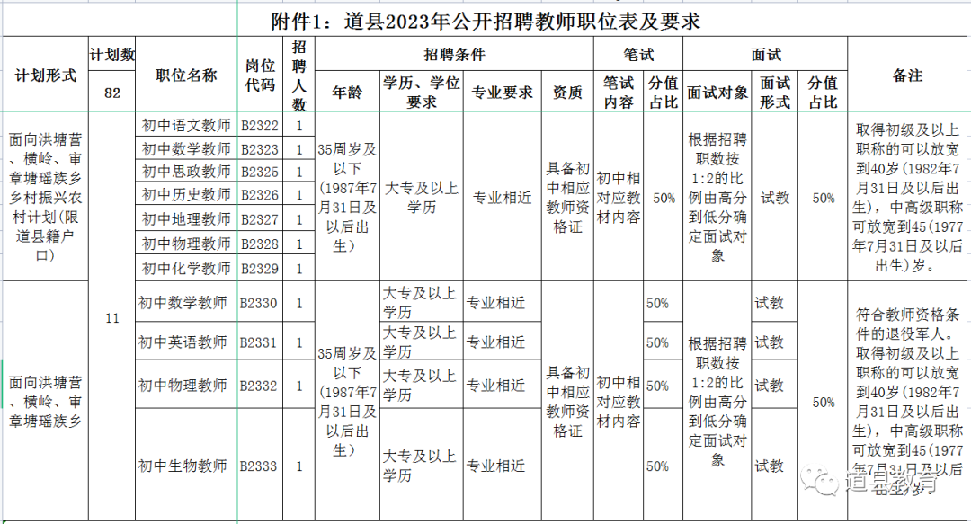 附件1：道县2023年公开招聘教师职位表及要求
计划形式 计划数 职位名称 岗位代码 招聘人数 招聘条件 笔试 面试 备注
82 年龄 学历、学位要求 专业要求 资质 笔试内容 分值占比 面试对象 面试形式 分值占比
面向洪塘营
、横岭、审
章塘瑶族乡
乡村振兴农
村计划(限
道县籍户
口)
11
初中语文教师 B2322 1
初中数学教师 B2323 1
初中思政教师 B2325 1
初中历史教师 B2326 1
初中地理教师 B2327 1
初中物理教师 B2328 1
初中化学教师 B2329 1
35周岁及
以下
(1987年7
月31日及
以后出
生)
大专及以上
学历
专业相近
具备初
中相应
教师资
格证
初中相
对应教
材内容
50%
根据招聘
职数按
1:2的比
例由高分
到低分确
定面试对
象
试教
50%
取得初级及以上
职称的可以放宽
到40岁(1982年7
月31日及以后出
生)，中高级职称
可放宽到45(1977
年7月31日及以后
出生)岁。
面向洪塘营
、横岭、审
章塘瑶族乡
初中数学教师 B2330 1 大专及以上学历 专业相近 50% 试教
初中英语教师 B2331 1 大专及以上学历 专业相近 50% 试教
初中物理教师 B2332 1 大专及以上学历 专业相近 50% 试教
初中生物教师 B2333 1 大专及以上学历 专业相近 50% 试教
35周岁及
以下
(1987年7
月31日及
以后出
生)
具备初
中相应
教师资
格证
初中相
对应教
材内容
根据招聘
职数按
1:2的比
例由高分
到低分确
定面试对
象
50%
符合教师资格条
件的退役军人。
取得初级及以上
职称的可以放宽
到40岁(1982年7
月31日及以后出
生)，中高级职称
可放宽到45(1977
年7月31日及以后
出生)岁。
道县教育